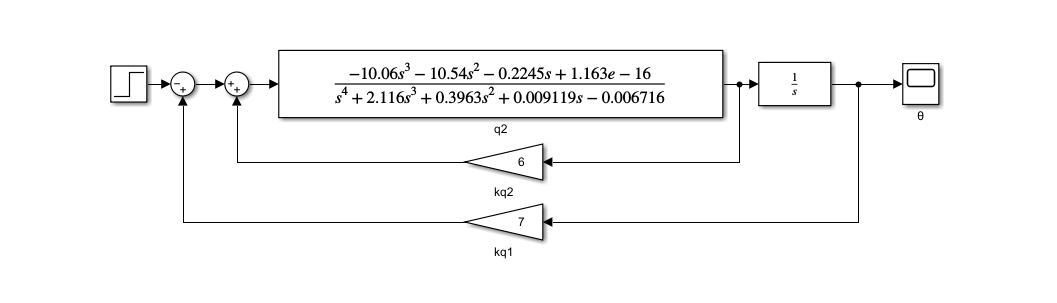 −10.06s³ − 10.54s² − 0.2245s + 1.163e − 16
s⁴ + 2.116s³ + 0.3963s² + 0.009119s − 0.006716
1
s
−
+
+
+
θ
q2
6
kq2
7
kq1